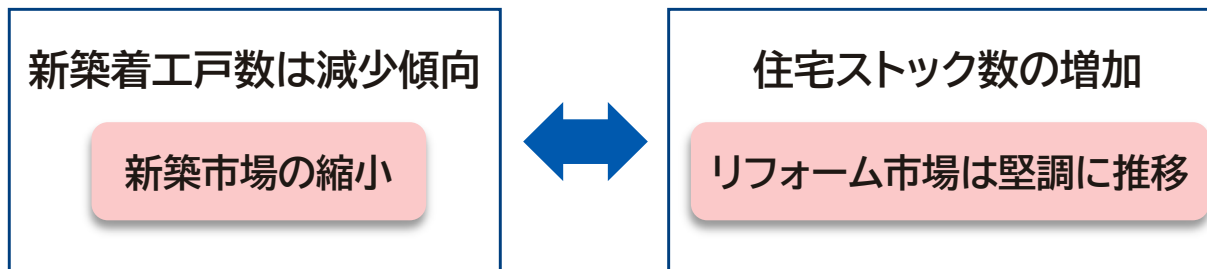 新築着工戸数は減少傾向
新築市場の縮小
住宅ストック数の増加
リフォーム市場は堅調に推移